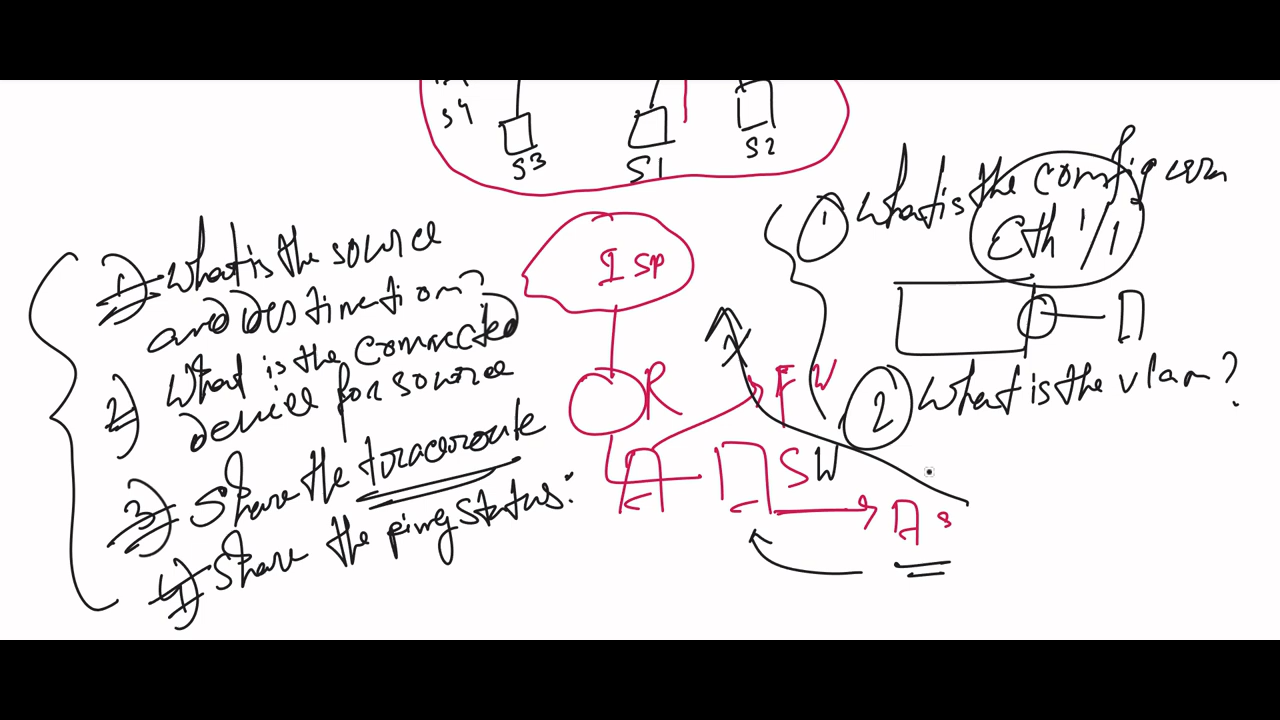 S4
S3
S1
S2
1) What is the source
and destination?
2) What is the connected
device for source
3) Share the traceroute
4) Share the ping status:
ISP
R
FW
SW
S
1 What is the config on
Eth 1/1
2 What is the vlan?